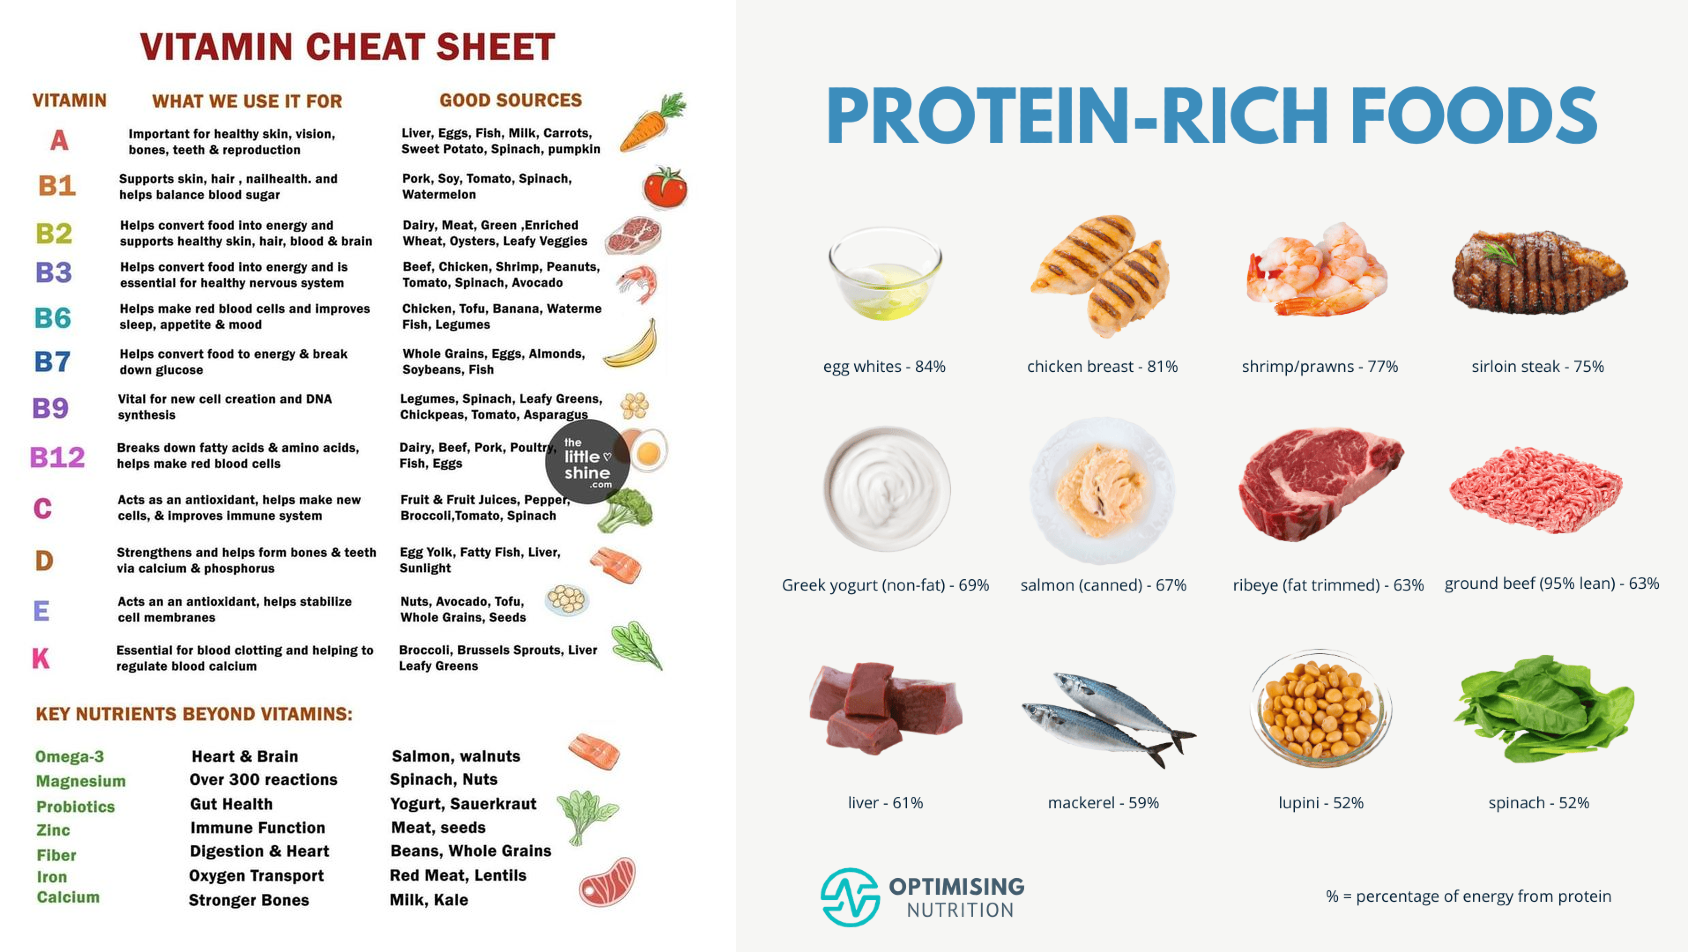 VITAMIN CHEAT SHEET
VITAMIN WHAT WE USE IT FOR GOOD SOURCES
A
Important for healthy skin, vision,
bones, teeth & reproduction
Liver, Eggs, Fish, Milk, Carrots,
Sweet Potato, Spinach, pumpkin
B1
Supports skin, hair , nailhealth. and
helps balance blood sugar
Pork, Soy, Tomato, Spinach,
Watermelon
B2
Helps convert food into energy and
supports healthy skin, hair, blood & brain
Dairy, Meat, Green ,Enriched
Wheat, Oysters, Leafy Veggies
B3
Helps convert food into energy and is
essential for healthy nervous system
Beef, Chicken, Shrimp, Peanuts,
Tomato, Spinach, Avocado
B6
Helps make red blood cells and improves
sleep, appetite & mood
Chicken, Tofu, Banana, Waterme
Fish, Legumes
B7
Helps convert food to energy & break
down glucose
Whole Grains, Eggs, Almonds,
Soybeans, Fish
B9
Vital for new cell creation and DNA
synthesis
Legumes, Spinach, Leafy Greens,
Chickpeas, Tomato, Asparagus
B12
Breaks down fatty acids & amino acids,
helps make red blood cells
Dairy, Beef, Pork, Poultry,
Fish, Eggs
the
little
shine
.com
C
Acts as an antioxidant, helps make new
cells, & improves immune system
Fruit & Fruit Juices, Pepper,
Broccoli,Tomato, Spinach
D
Strengthens and helps form bones & teeth
via calcium & phosphorus
Egg Yolk, Fatty Fish, Liver,
Sunlight
E
Acts an an antioxidant, helps stabilize
cell membranes
Nuts, Avocado, Tofu,
Whole Grains, Seeds
K
Essential for blood clotting and helping to
regulate blood calcium
Broccoli, Brussels Sprouts, Liver
Leafy Greens
KEY NUTRIENTS BEYOND VITAMINS:
Omega-3 Heart & Brain Salmon, walnuts
Magnesium Over 300 reactions Spinach, Nuts
Probiotics Gut Health Yogurt, Sauerkraut
Zinc Immune Function Meat, seeds
Fiber Digestion & Heart Beans, Whole Grains
Iron Oxygen Transport Red Meat, Lentils
Calcium Stronger Bones Milk, Kale
PROTEIN-RICH FOODS
egg whites - 84% chicken breast - 81% shrimp/prawns - 77% sirloin steak - 75%
Greek yogurt (non-fat) - 69% salmon (canned) - 67% ribeye (fat trimmed) - 63% ground beef (95% lean) - 63%
liver - 61% mackerel - 59% lupini - 52% spinach - 52%
OPTIMISING
NUTRITION
% = percentage of energy from protein